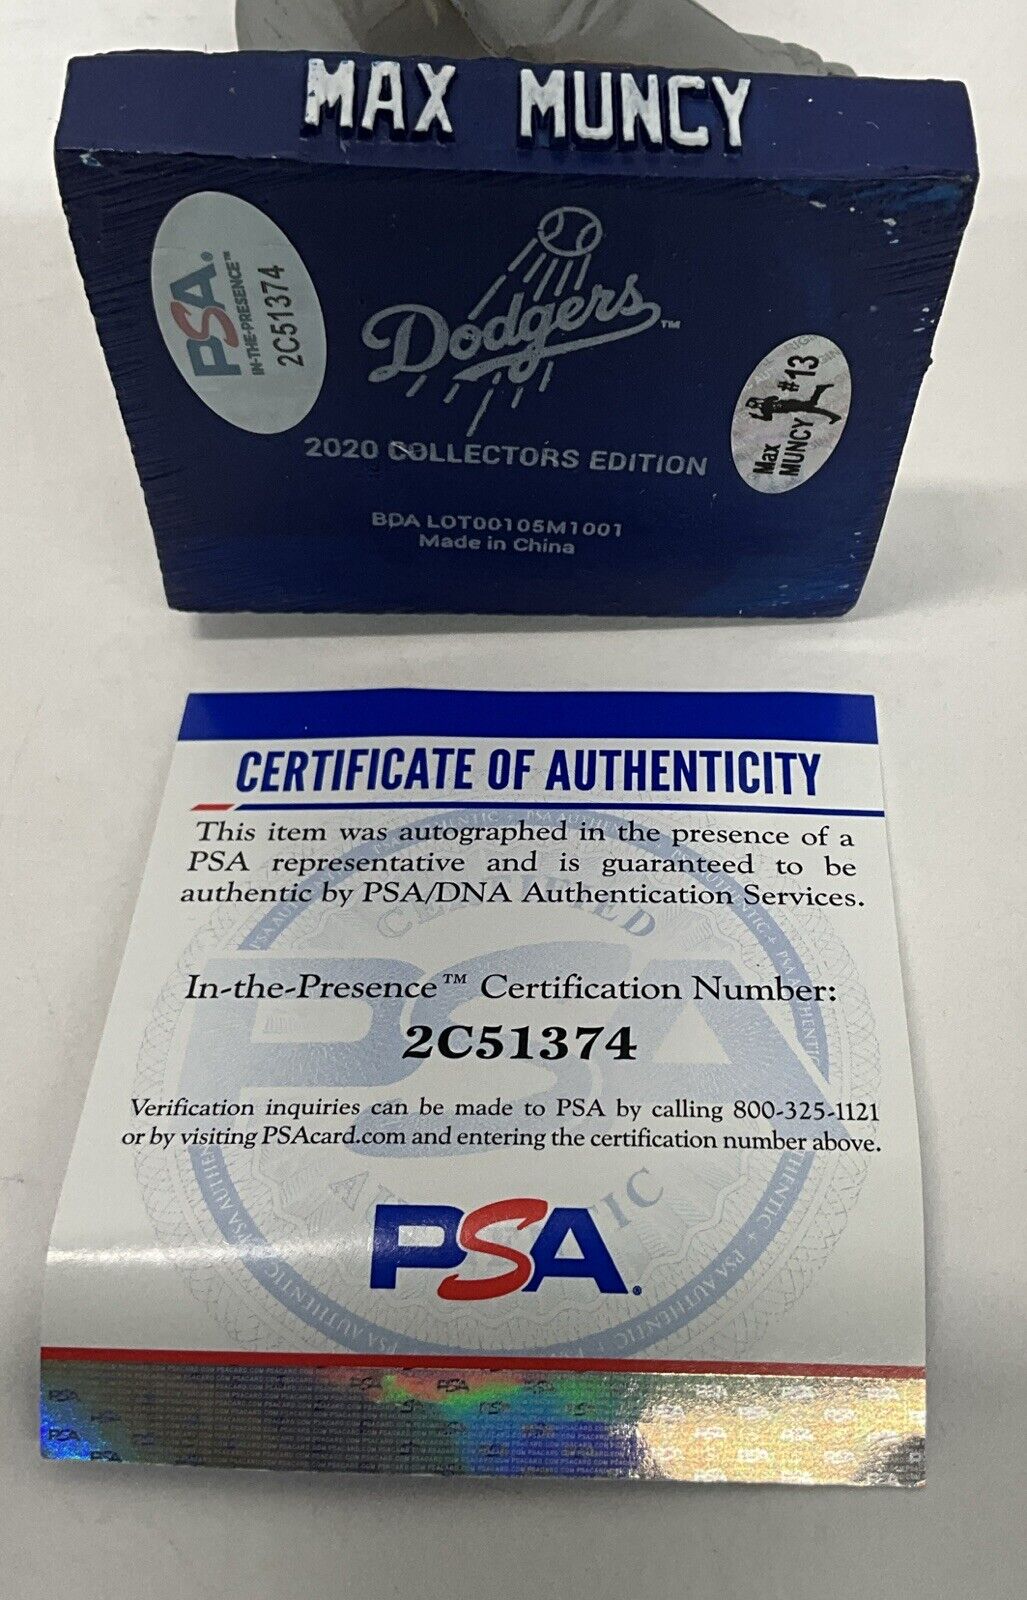 MAX MUNCY
PSA
IN-THE-PRESENCE™
2C51374
Dodgers™
Max
MUNCY
#13
2020 COLLECTORS EDITION
BDA LOT00105M1001
Made in China
CERTIFICATE OF AUTHENTICITY
This item was autographed in the presence of a
PSA representative and is guaranteed to be
authentic by PSA/DNA Authentication Services.
CERTIFIED
In-the-Presence™ Certification Number:
2C51374
Verification inquiries can be made to PSA by calling 800-325-1121
or by visiting PSAcard.com and entering the certification number above.
PSA®